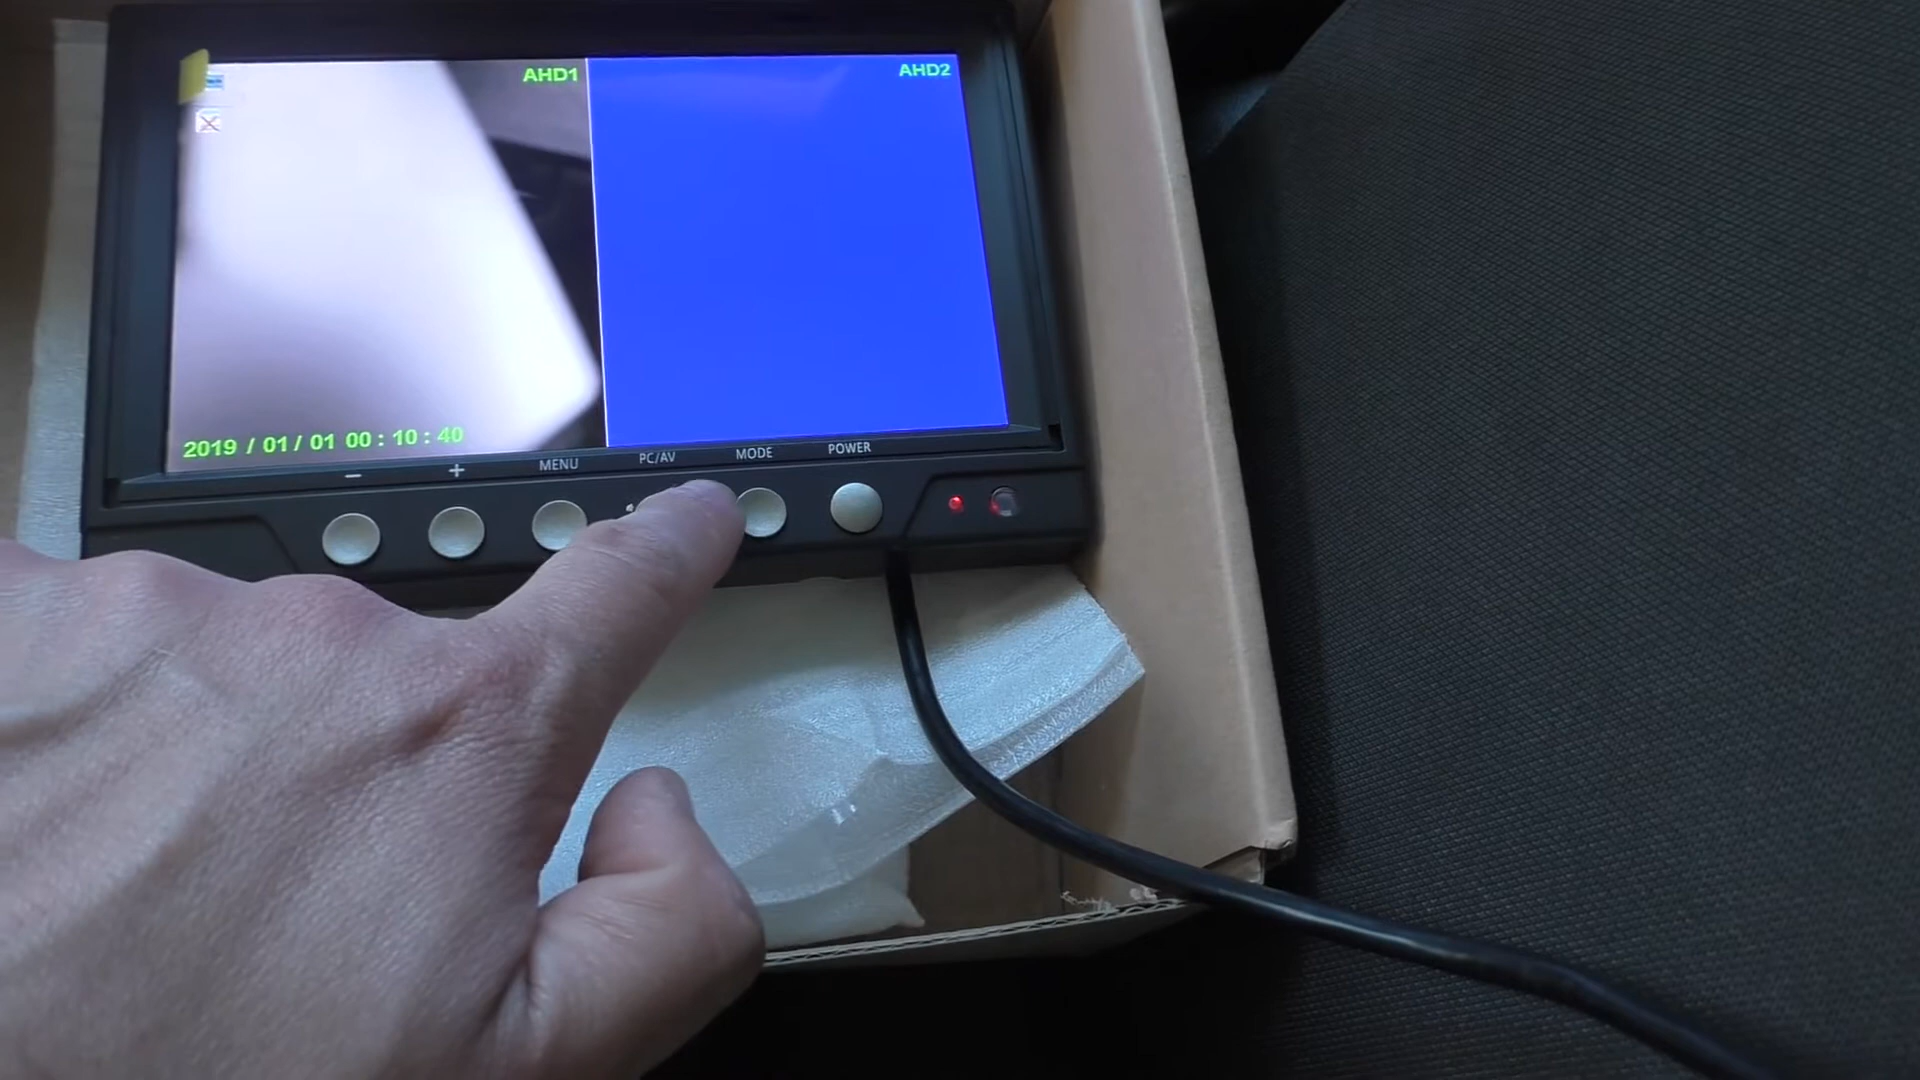 AHD1
AHD2
2019 / 01 / 01 00 : 10 : 40
− + MENU PC/AV MODE POWER